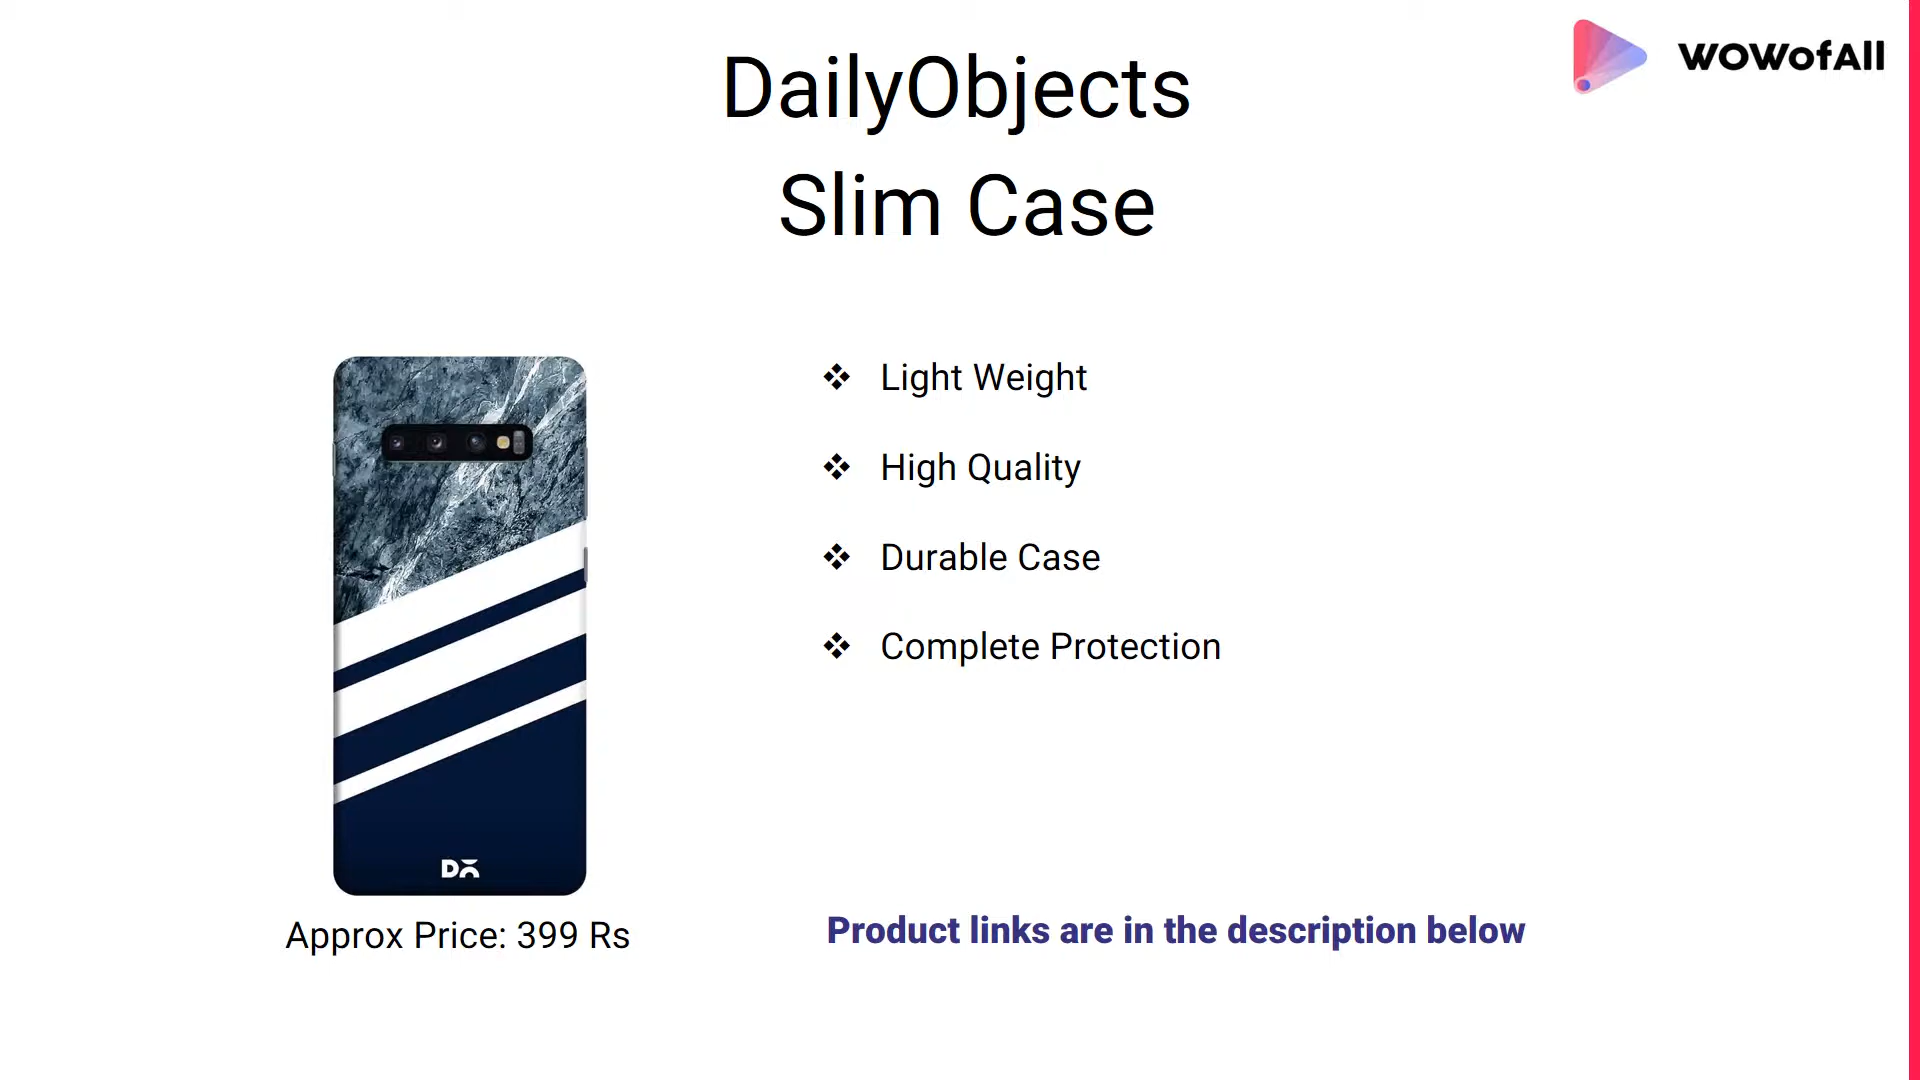 WOWofAll
DailyObjects
Slim Case
❖ Light Weight
❖ High Quality
❖ Durable Case
❖ Complete Protection
DO
Approx Price: 399 Rs
Product links are in the description below